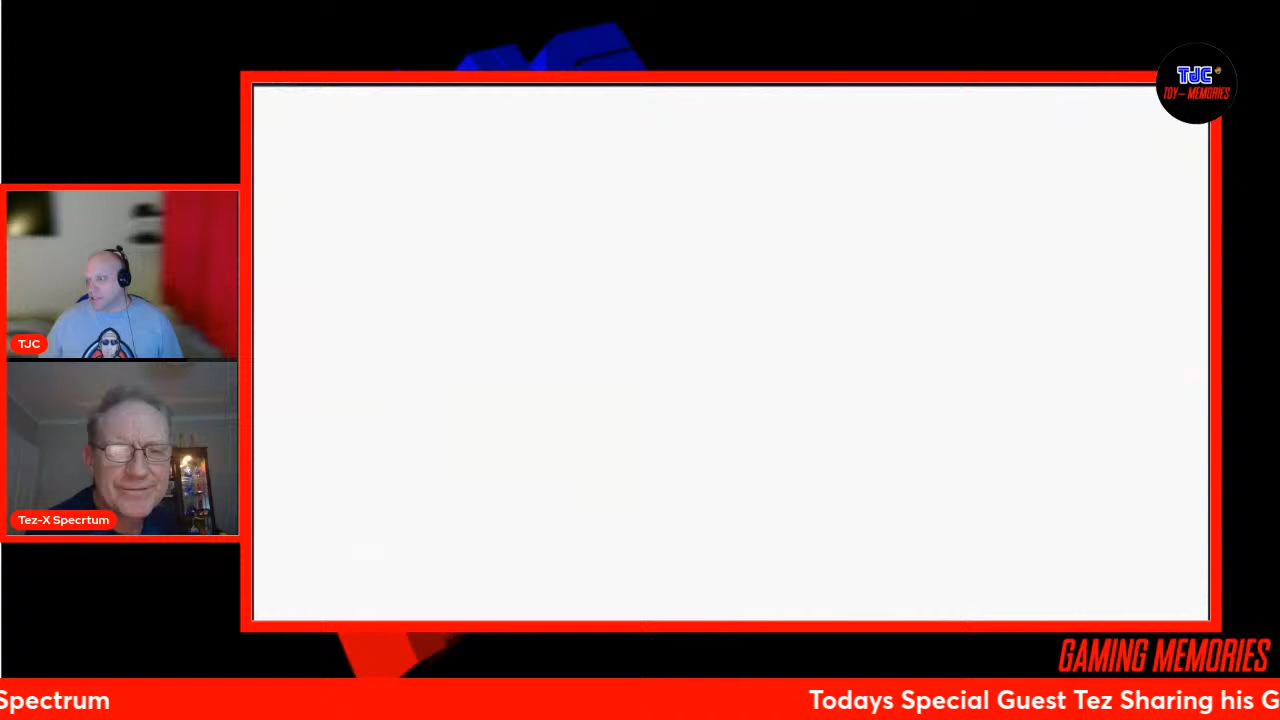 TJC
TOY-MEMORIES
TJC
Tez-X Specrtum
GAMING MEMORIES
Spectrum
Todays Special Guest Tez Sharing his G